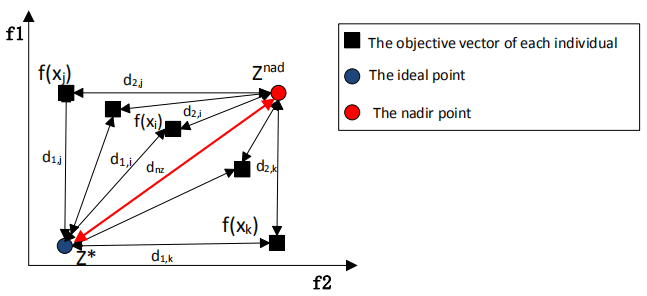 f1
f(xj)
d2,j
Znad
f(xi)
d2,i
d1,j
d1,i
dnz
d2,k
f(xk)
Z*
d1,k
f2
The objective vector of each individual
The ideal point
The nadir point